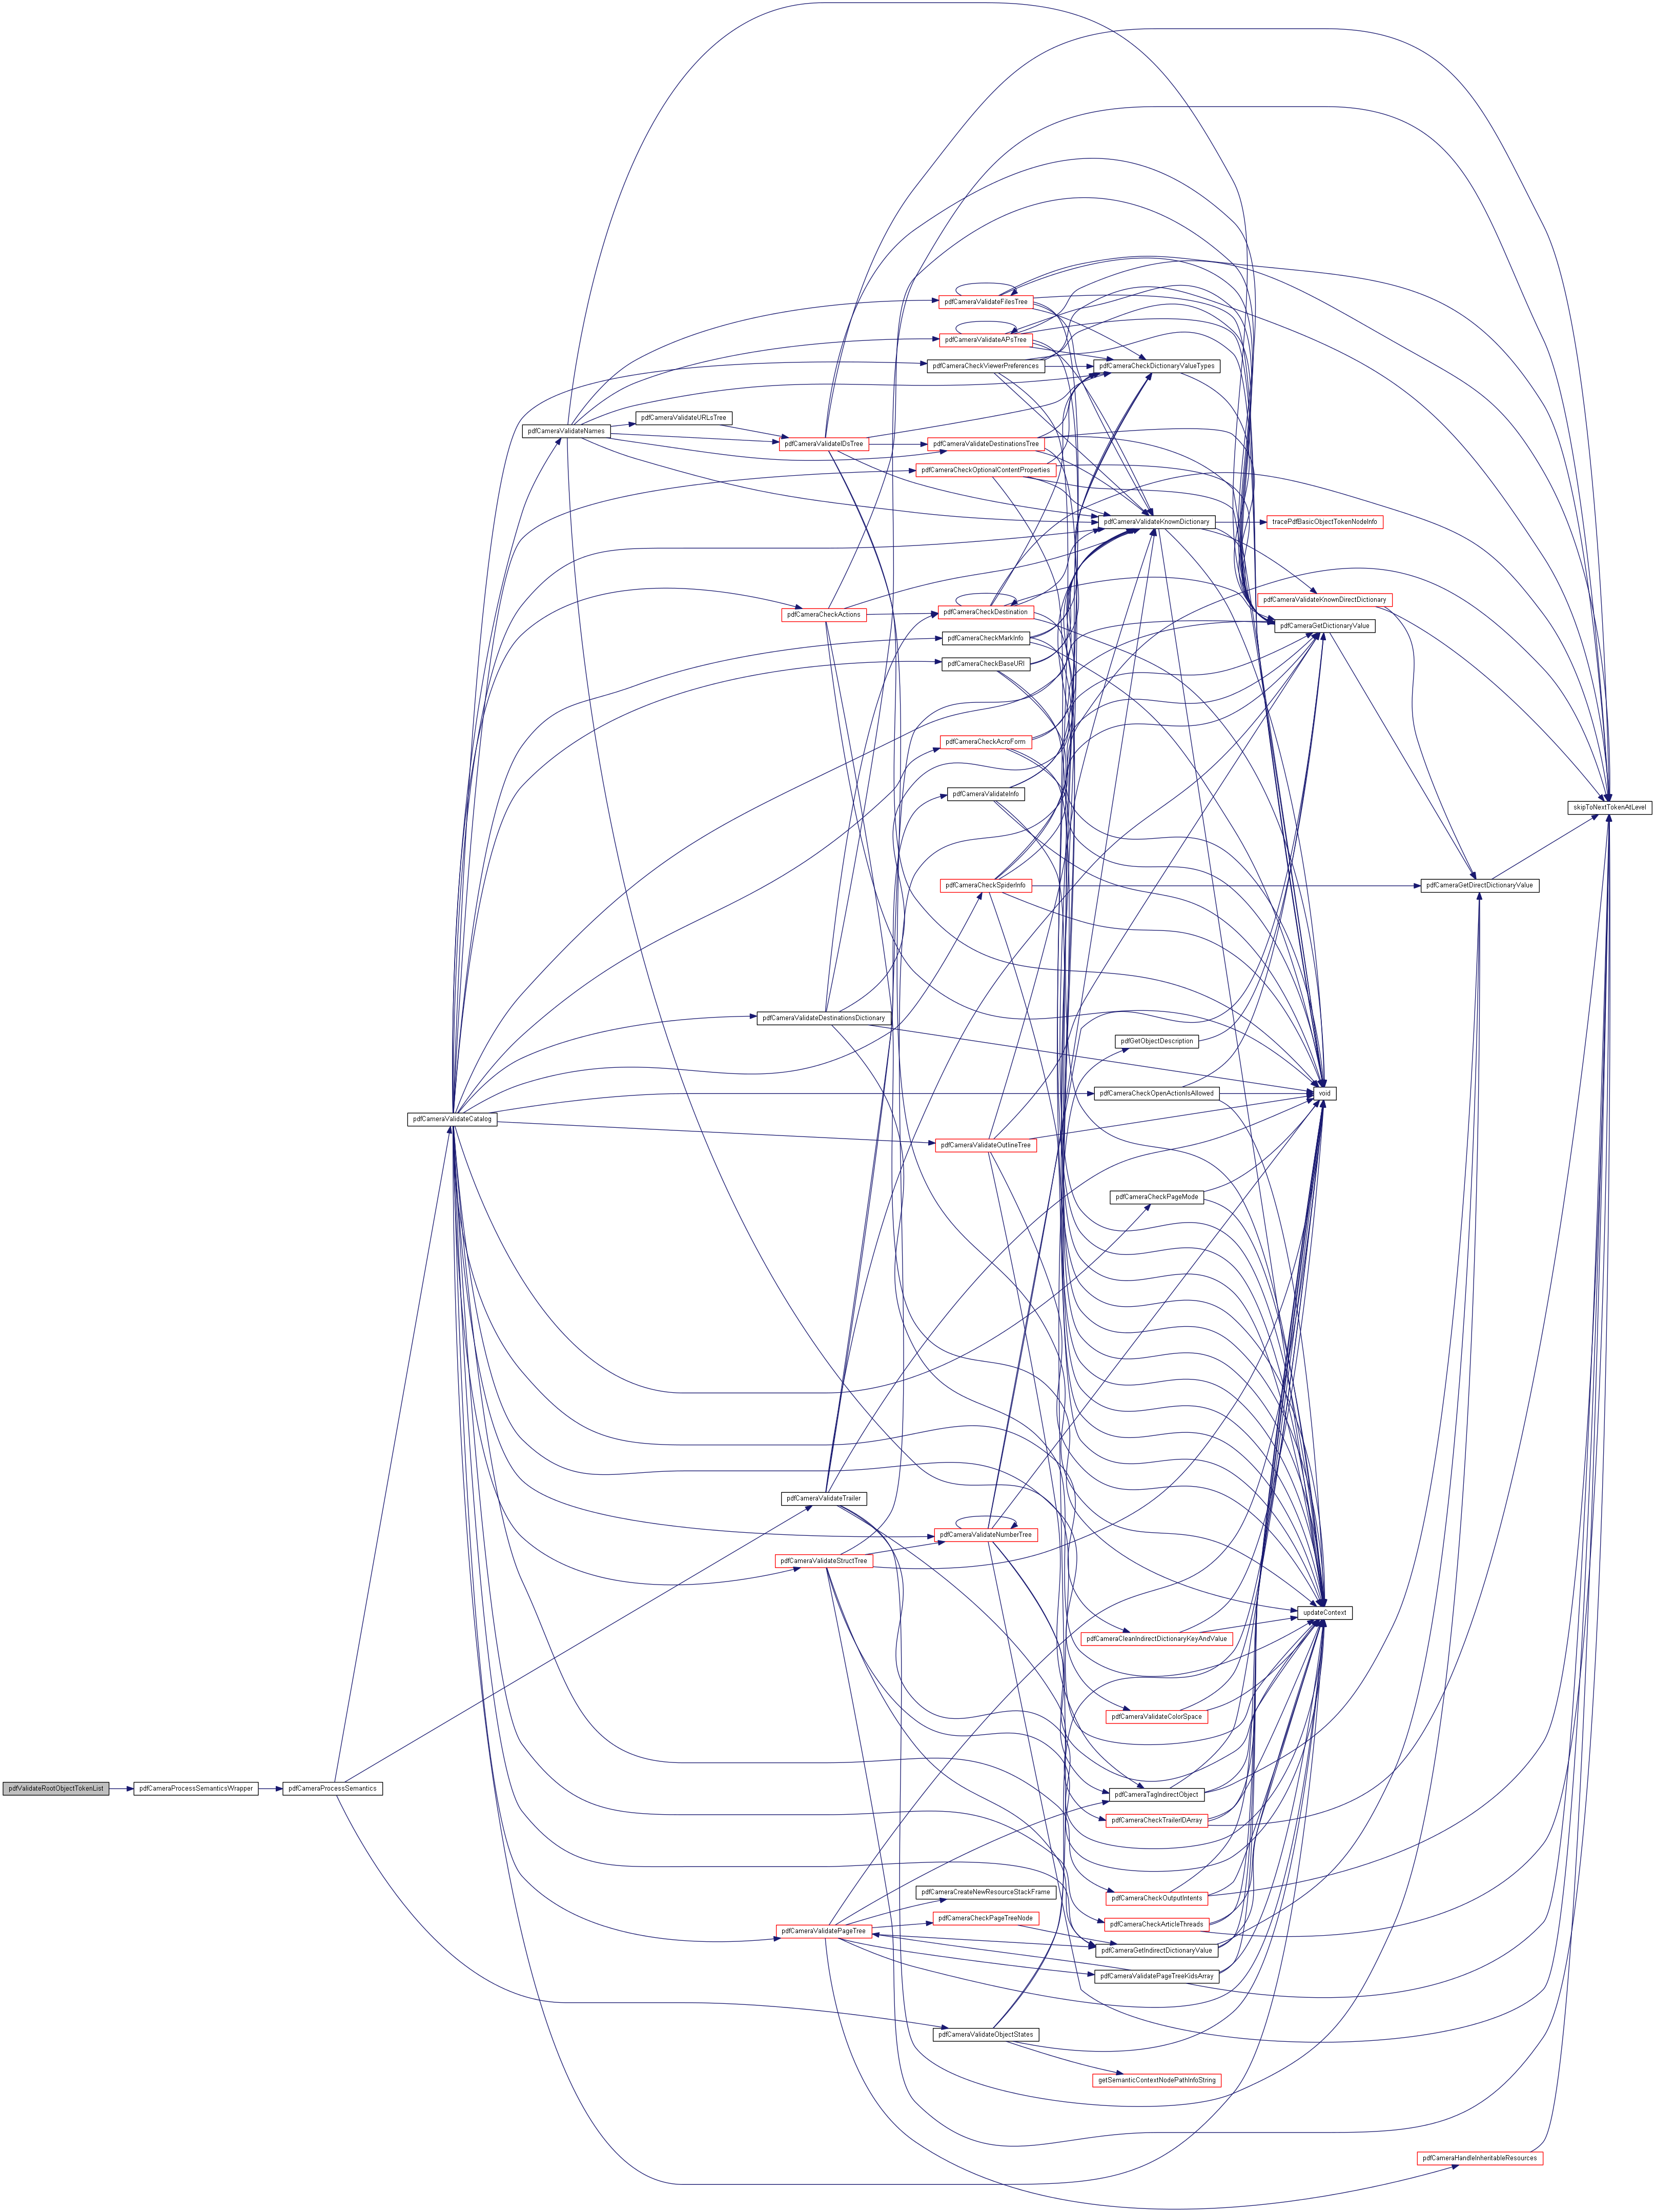 pdfCameraValidateFilesTree
pdfCameraValidateAPsTree
pdfCameraCheckViewerPreferences
pdfCameraCheckDictionaryValueTypes
pdfCameraValidateURLsTree
pdfCameraValidateNames
pdfCameraValidateIDsTree
pdfCameraValidateDestinationsTree
pdfCameraCheckOptionalContentProperties
pdfCameraValidateKnownDictionary
tracePdfBasicObjectTokenNodeInfo
pdfCameraValidateKnownDirectDictionary
pdfCameraCheckActions
pdfCameraCheckDestination
pdfCameraGetDictionaryValue
pdfCameraCheckMarkInfo
pdfCameraCheckBaseURI
pdfCameraCheckAcroForm
pdfCameraValidateInfo
skipToNextTokenAtLevel
pdfCameraCheckSpiderInfo
pdfCameraGetDirectDictionaryValue
pdfCameraValidateDestinationsDictionary
pdfGetObjectDescription
pdfCameraCheckOpenActionIsAllowed
void
pdfCameraValidateCatalog
pdfCameraValidateOutlineTree
pdfCameraCheckPageMode
pdfCameraValidateTrailer
pdfCameraValidateNumberTree
pdfCameraValidateStructTree
updateContext
pdfCameraCleanIndirectDictionaryKeyAndValue
pdfCameraValidateColorSpace
pdfValidateRootObjectTokenList
pdfCameraProcessSemanticsWrapper
pdfCameraProcessSemantics
pdfCameraTagIndirectObject
pdfCameraCheckTrailerIDArray
pdfCameraCreateNewResourceStackFrame
pdfCameraCheckOutputIntents
pdfCameraCheckPageTreeNode
pdfCameraCheckArticleThreads
pdfCameraValidatePageTree
pdfCameraGetIndirectDictionaryValue
pdfCameraValidatePageTreeKidsArray
pdfCameraValidateObjectStates
getSemanticContextNodePathInfoString
pdfCameraHandleInheritableResources